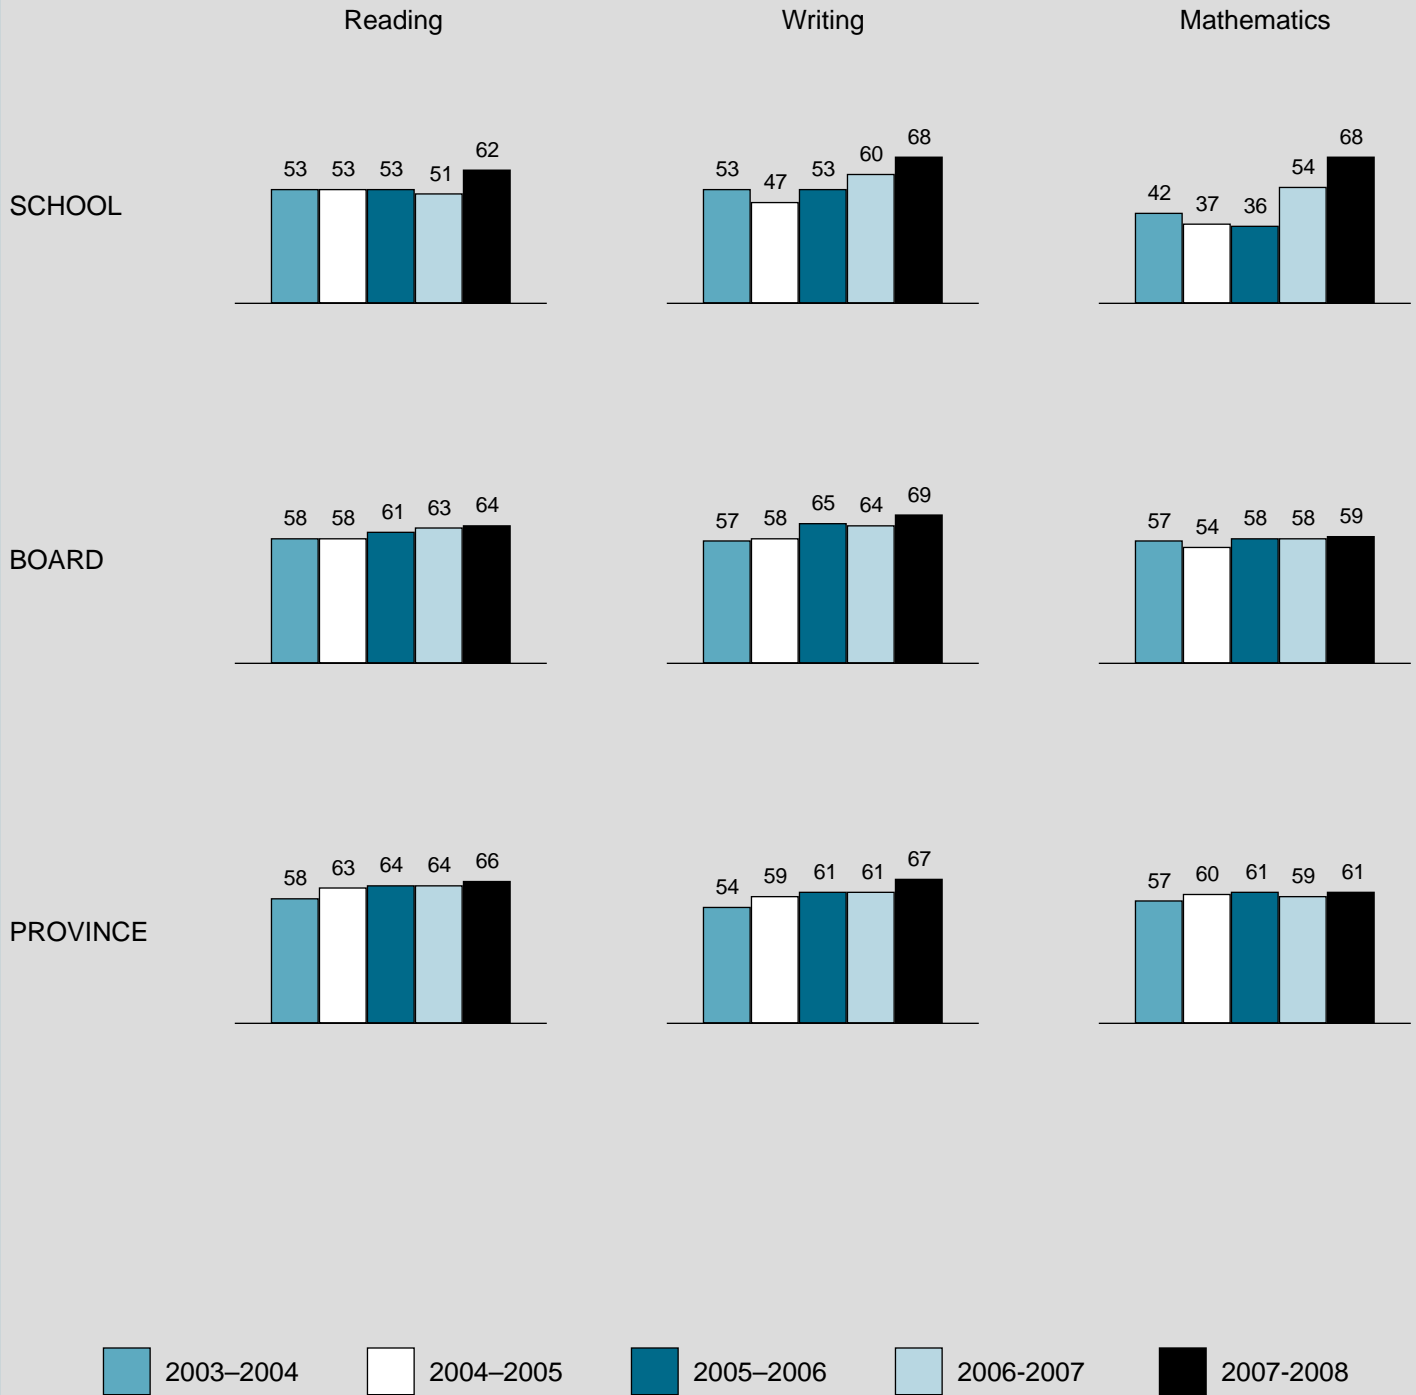 Reading Writing Mathematics
SCHOOL
53 53 53 51 62
53 47 53 60 68
42 37 36 54 68
BOARD
58 58 61 63 64
57 58 65 64 69
57 54 58 58 59
PROVINCE
58 63 64 64 66
54 59 61 61 67
57 60 61 59 61
2003–2004 2004–2005 2005–2006 2006-2007 2007-2008